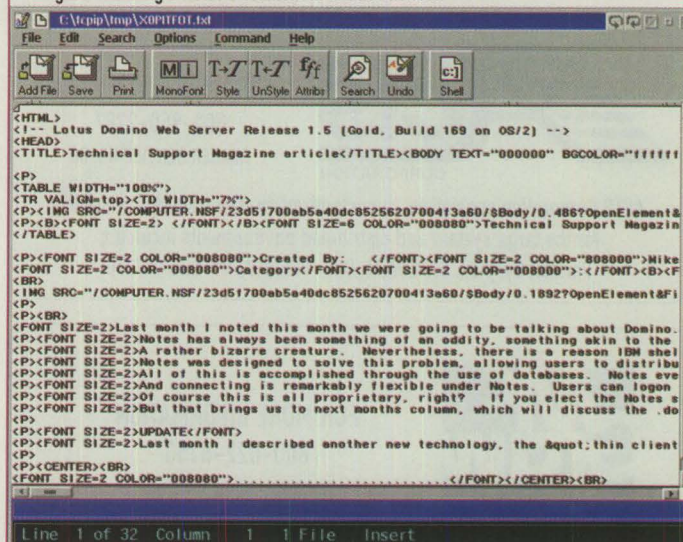 C:\tcpip\tmp\X0PITFOT.txt
File Edit Search Options Command Help
Add File Save Print MonoFont Style UnStyle Attribs Search Undo Shell
<HTML>
<!-- Lotus Domino Web Server Release 1.5 (Gold, Build 169 on OS/2) -->
<HEAD>
<TITLE>Technical Support Magazine article</TITLE><BODY TEXT="000000" BGCOLOR="ffffff
<P>
<TABLE WIDTH="100%">
<TR VALIGN=top><TD WIDTH="7%">
<P><IMG SRC="/COMPUTER.NSF/23d5f700ab5a40dc85256207004f3a60/$Body/0.486?OpenElement&
<P><B><FONT SIZE=2> </FONT></B><FONT SIZE=6 COLOR="008080">Technical Support Magazin
</TABLE>
<P><FONT SIZE=2 COLOR="008080">Created By: </FONT><FONT SIZE=2 COLOR="808000">Mike
<FONT SIZE=2 COLOR="008080">Category</FONT><FONT SIZE=2 COLOR="008000">:</FONT><B><F
<BR>
<IMG SRC="/COMPUTER.NSF/23d5f700ab5a40dc85256207004f3a60/$Body/0.1892?OpenElement&Fi
<P>
<P><BR>
<FONT SIZE=2>Last month I noted this month we were going to be talking about Domino.
<P><FONT SIZE=2>Notes has always been something of an oddity, something akin to the
<P><FONT SIZE=2>A rather bizarre creature. Nevertheless, there is a reason IBM shel
<P><FONT SIZE=2>Notes was designed to solve this problem, allowing users to distribu
<P><FONT SIZE=2>All of this is accomplished through the use of databases. Notes eve
<P><FONT SIZE=2>And connecting is remarkably flexible under Notes. Users can logon
<P><FONT SIZE=2>Of course this is all proprietary, right? If you elect the Notes s
<P><FONT SIZE=2>But that brings us to next months column, which will discuss the .do
<P>
<P><FONT SIZE=2>UPDATE</FONT>
<P><FONT SIZE=2>Last month I described another new technology, the &quot;thin client
<P>
<P><CENTER><BR>
<FONT SIZE=2 COLOR="008080">..............................</FONT></CENTER><BR>
Line 1 of 32 Column 1 1 File Insert